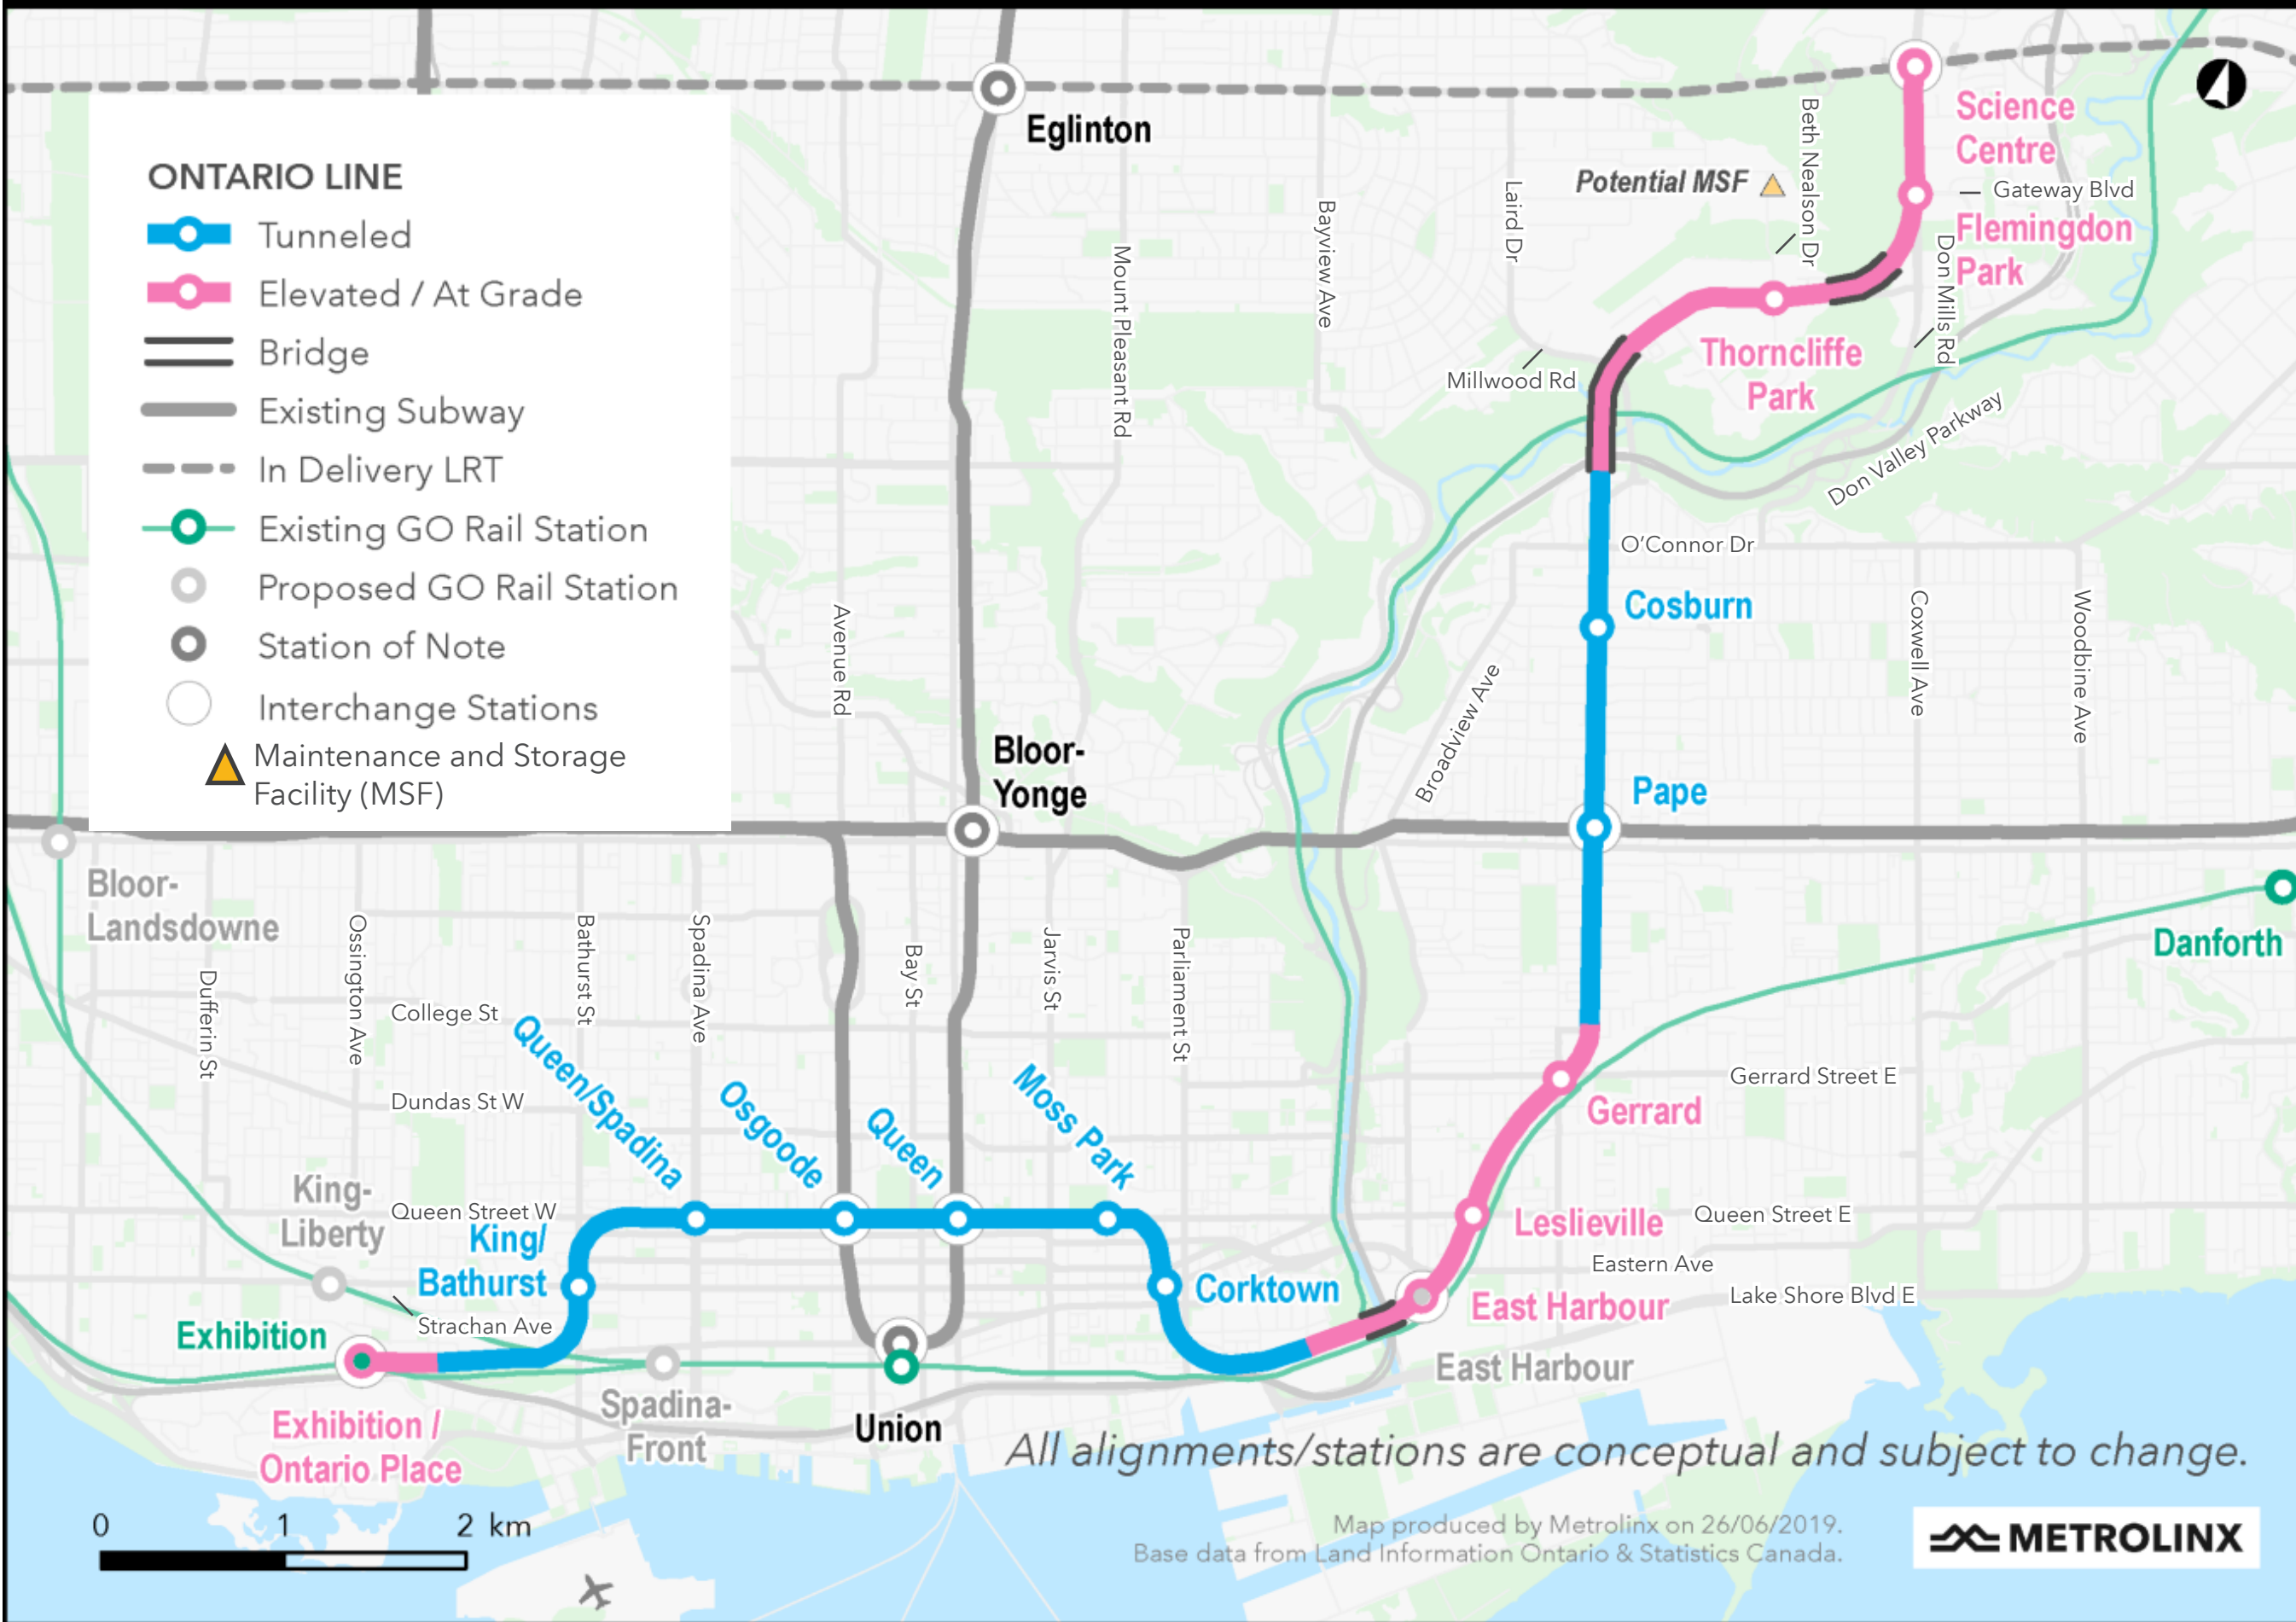 ONTARIO LINE
Tunneled
Elevated / At Grade
Bridge
Existing Subway
In Delivery LRT
Existing GO Rail Station
Proposed GO Rail Station
Station of Note
Interchange Stations
Maintenance and Storage
Facility (MSF)
Eglinton
Mount Pleasant Rd
Bayview Ave
Laird Dr
Potential MSF
Beth Nealson Dr
Science
Centre
Gateway Blvd
Flemingdon
Park
Don Mills Rd
Thorncliffe
Park
Millwood Rd
Don Valley Parkway
O'Connor Dr
Cosburn
Avenue Rd
Broadview Ave
Coxwell Ave
Woodbine Ave
Bloor-
Yonge
Pape
Bloor-
Landsdowne
Dufferin St
Ossington Ave
Bathurst St
Spadina Ave
Bay St
Jarvis St
Parliament St
Danforth
College St
Dundas St W
Queen/Spadina
Osgoode
Queen
Moss Park
Gerrard Street E
Gerrard
King-
Liberty
Queen Street W
King/
Bathurst
Corktown
Leslieville
Queen Street E
Eastern Ave
East Harbour
Lake Shore Blvd E
Exhibition
Strachan Ave
East Harbour
Exhibition /
Ontario Place
Spadina-
Front
Union
All alignments/stations are conceptual and subject to change.
0 1 2 km
Map produced by Metrolinx on 26/06/2019.
Base data from Land Information Ontario & Statistics Canada.
METROLINX